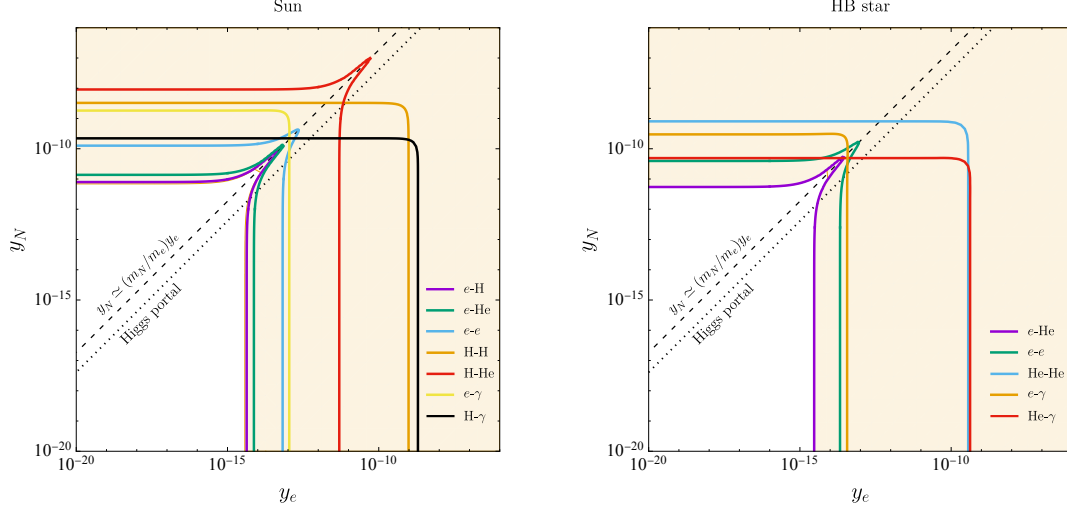 Sun
10⁻¹⁰
10⁻¹⁵
10⁻²⁰
y_N
10⁻²⁰
10⁻¹⁵
10⁻¹⁰
y_e
y_N ≃ (m_N/m_e)y_e
Higgs portal
e-H
e-He
e-e
H-H
H-He
e-γ
H-γ
HB star
10⁻¹⁰
10⁻¹⁵
10⁻²⁰
y_N
10⁻²⁰
10⁻¹⁵
10⁻¹⁰
y_e
y_N ≃ (m_N/m_e)y_e
Higgs portal
e-He
e-e
He-He
e-γ
He-γ